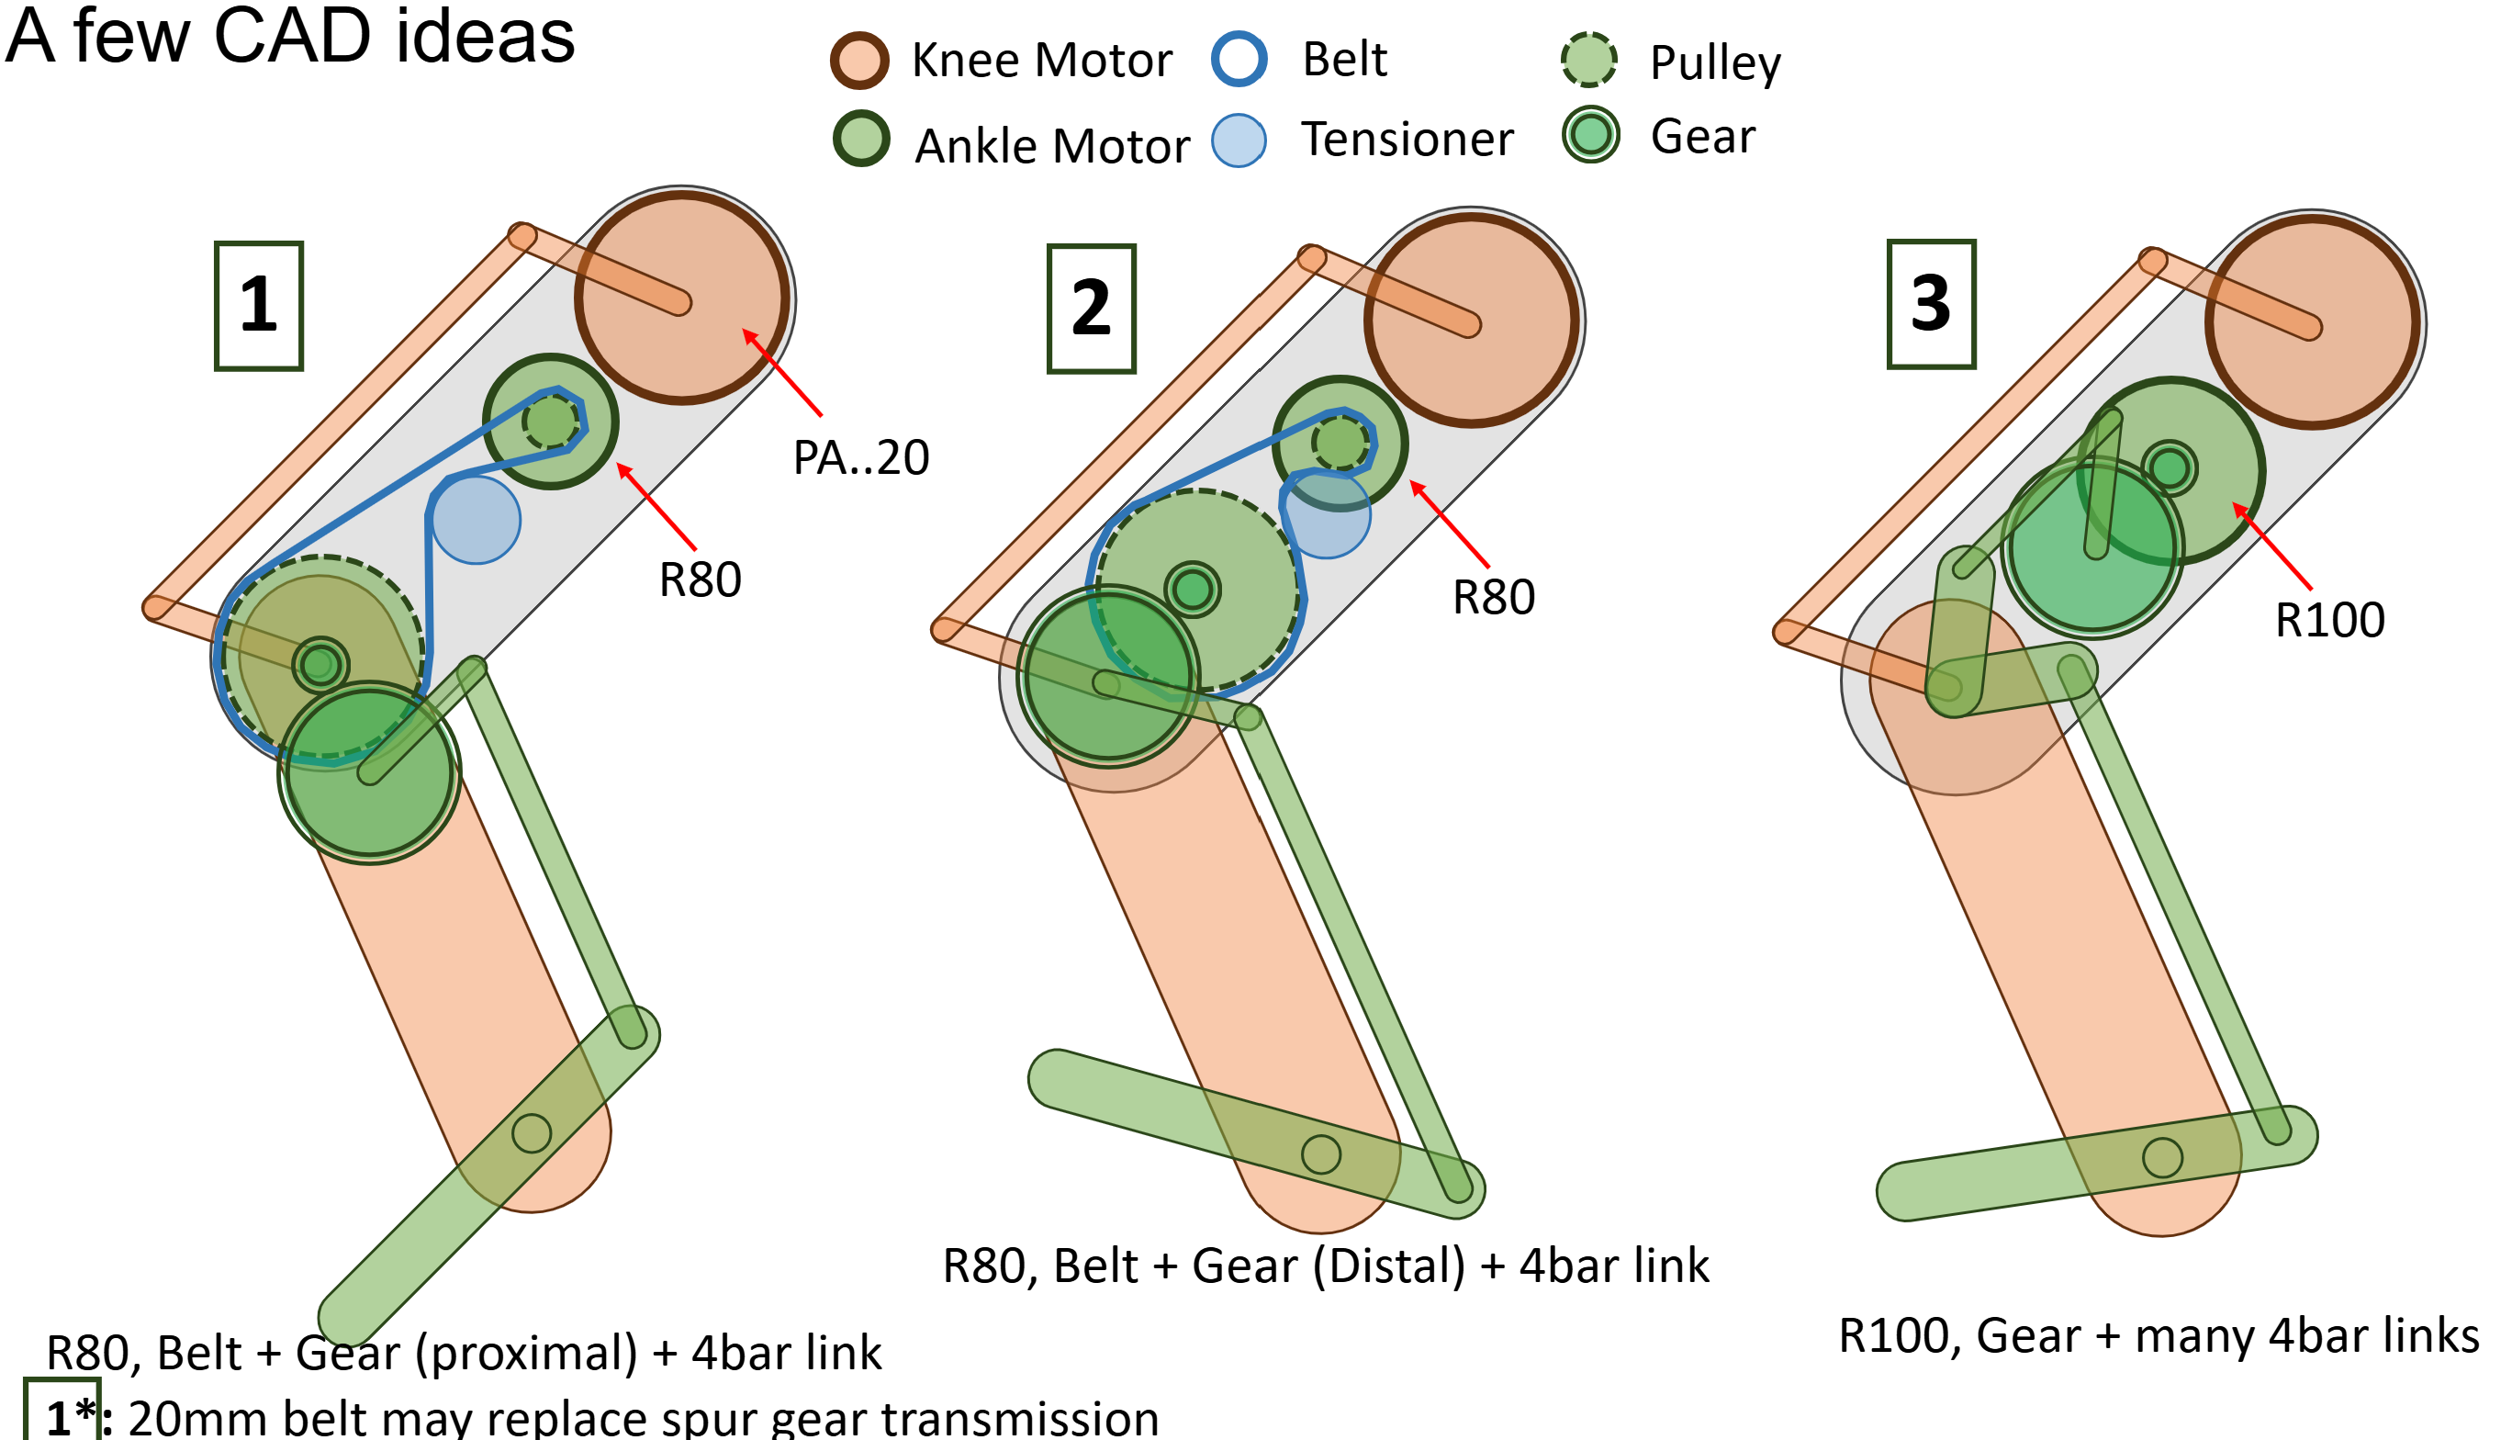 A few CAD ideas
Knee Motor
Belt
Pulley
Ankle Motor
Tensioner
Gear
1
2
3
PA..20
R80
R80
R100
R80, Belt + Gear (proximal) + 4bar link
R80, Belt + Gear (Distal) + 4bar link
R100, Gear + many 4bar links
1*: 20mm belt may replace spur gear transmission